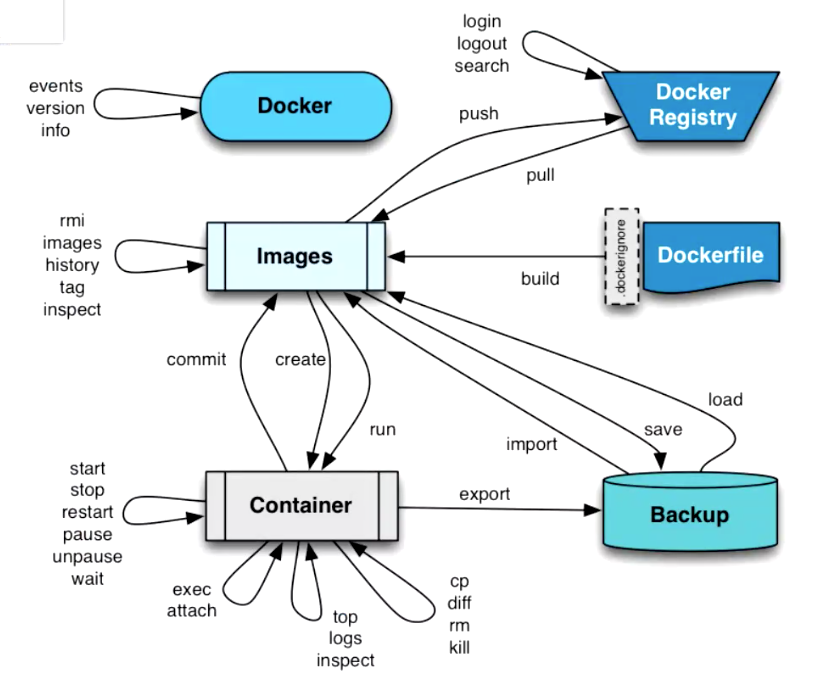 login
logout
search
events
version
info
Docker
Docker
Registry
push
pull
rmi
images
history
tag
inspect
Images
build
.dockerignore
Dockerfile
commit
create
run
import
save
load
start
stop
restart
pause
unpause
wait
Container
export
Backup
exec
attach
top
logs
inspect
cp
diff
rm
kill